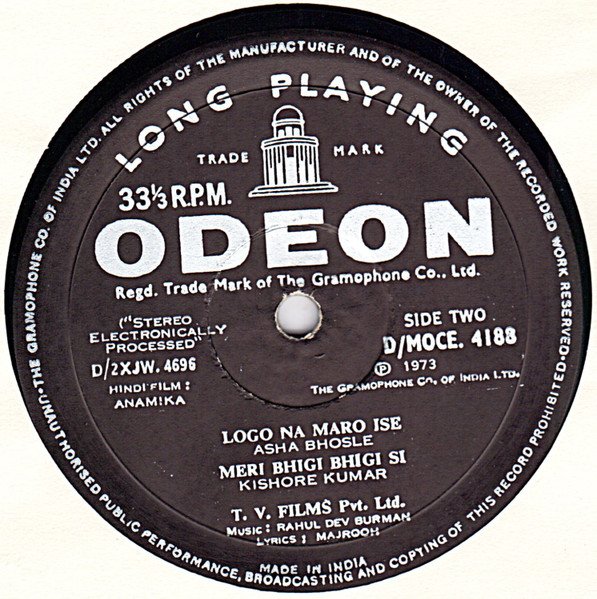 THE GRAMOPHONE CO. OF INDIA LTD. ALL RIGHTS OF THE MANUFACTURER AND OF THE OWNER OF THE RECORDED WORK RESERVED.
UNAUTHORISED PUBLIC PERFORMANCE, BROADCASTING AND COPYING OF THIS RECORD PROHIBITED.
LONG PLAYING
TRADE MARK
33⅓ R.P.M.
ODEON
Regd. Trade Mark of The Gramophone Co., Ltd.
("STEREO
ELECTRONICALLY
PROCESSED"
SIDE TWO
D/MOCE. 4188
D/2XJW. 4696
Ⓟ 1973
HINDI FILM :
ANAMIKA
THE GRAMOPHONE CO. OF INDIA LTD.
LOGO NA MARO ISE
ASHA BHOSLE
MERI BHIGI BHIGI SI
KISHORE KUMAR
T. V. FILMS Pvt. Ltd.
MUSIC : RAHUL DEV BURMAN
LYRICS : MAJROOH
MADE IN INDIA